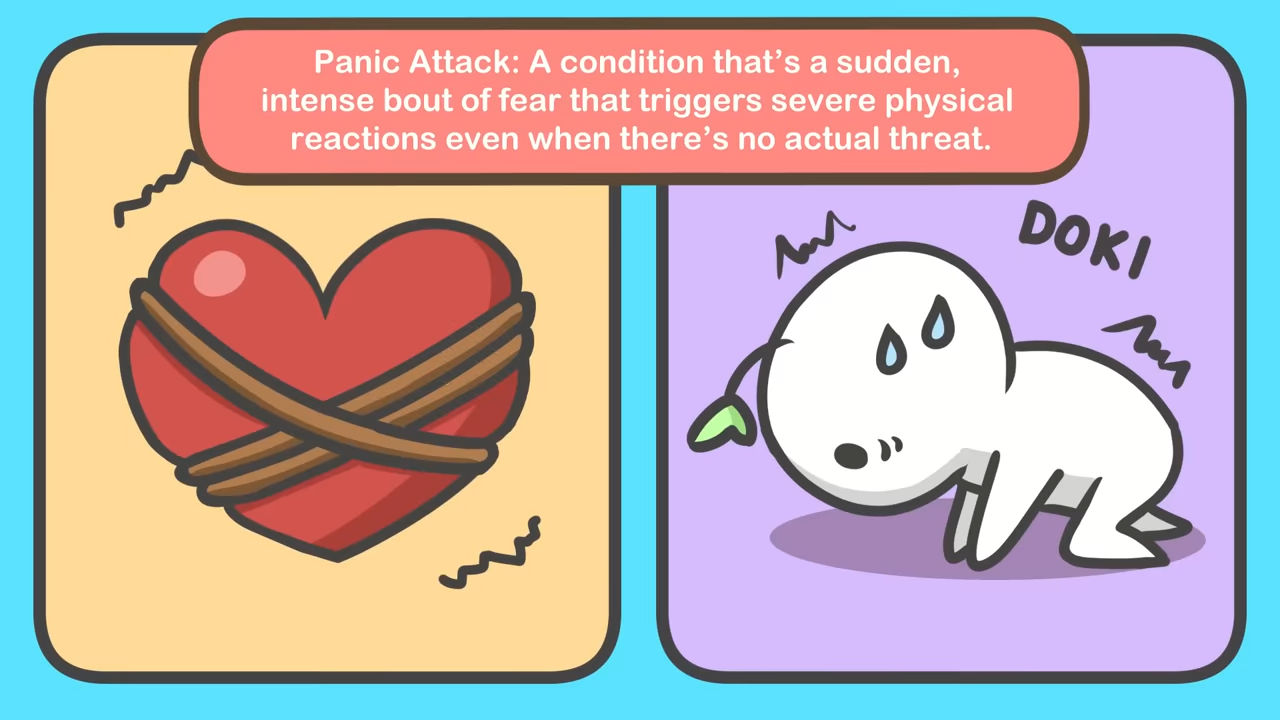 Panic Attack: A condition that's a sudden,
intense bout of fear that triggers severe physical
reactions even when there's no actual threat.
DOKI